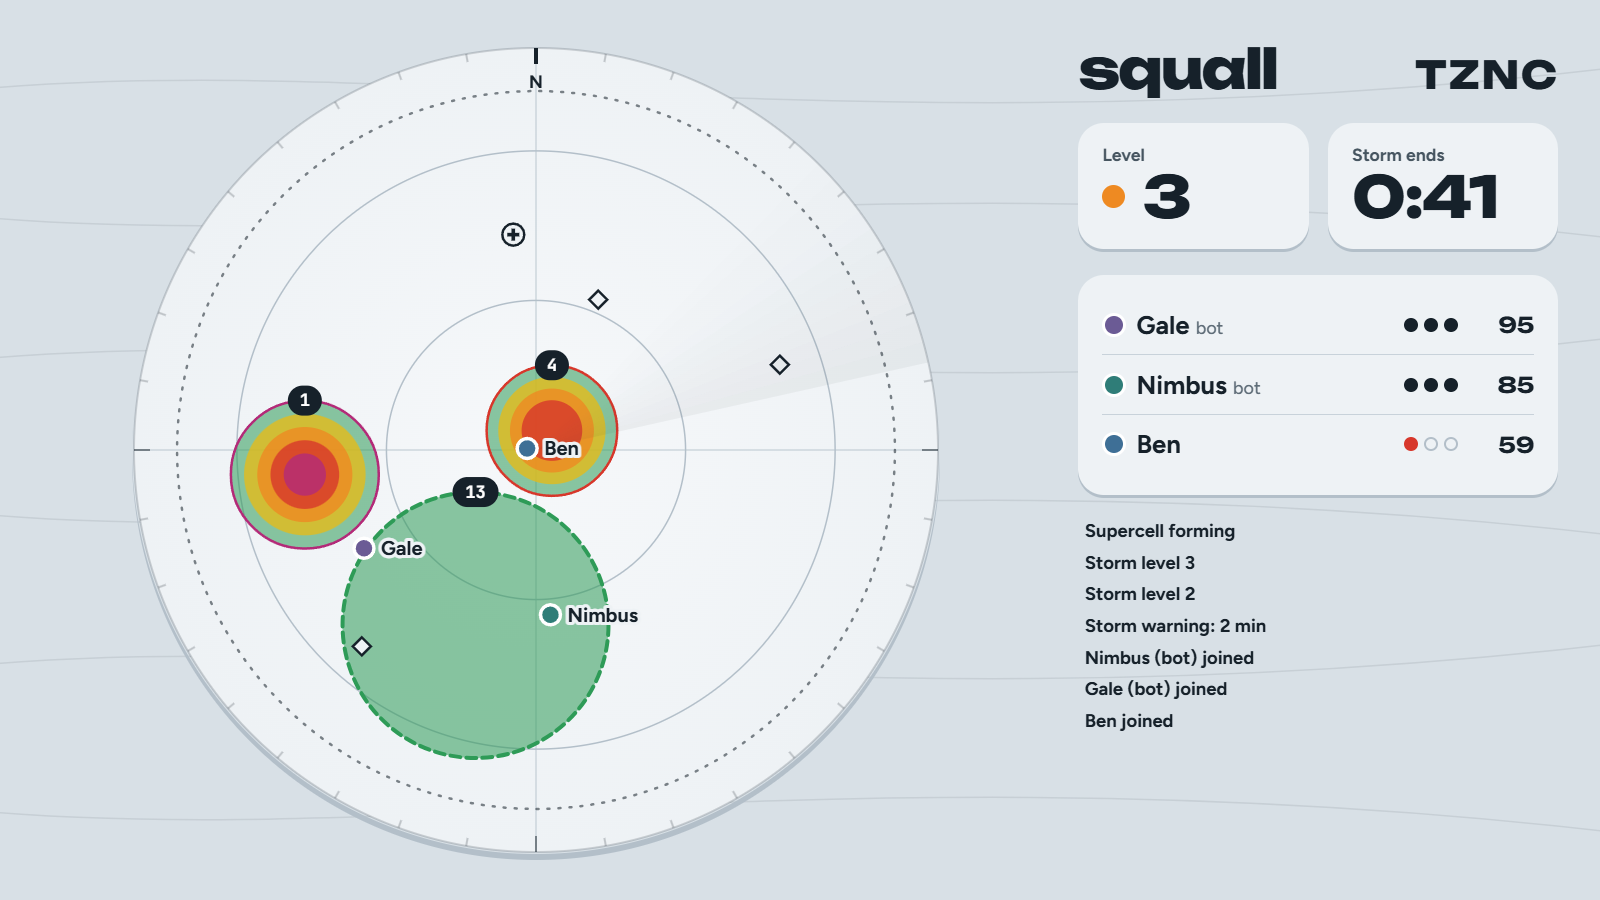 squall
TZNC
Level
3
Storm ends
0:41
Gale bot 95
Nimbus bot 85
Ben 59
Supercell forming
Storm level 3
Storm level 2
Storm warning: 2 min
Nimbus (bot) joined
Gale (bot) joined
Ben joined
N
4
1
Ben
13
Gale
Nimbus